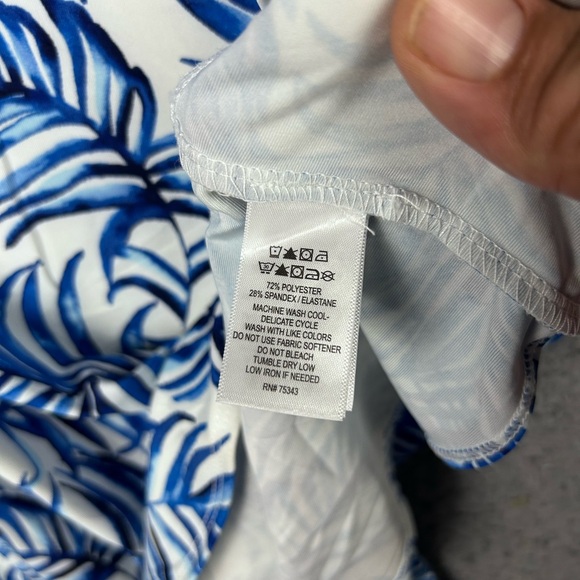 72% POLYESTER
28% SPANDEX / ELASTANE
MACHINE WASH COOL-
DELICATE CYCLE
WASH WITH LIKE COLORS
DO NOT USE FABRIC SOFTENER
DO NOT BLEACH
TUMBLE DRY LOW
LOW IRON IF NEEDED
RN# 75343